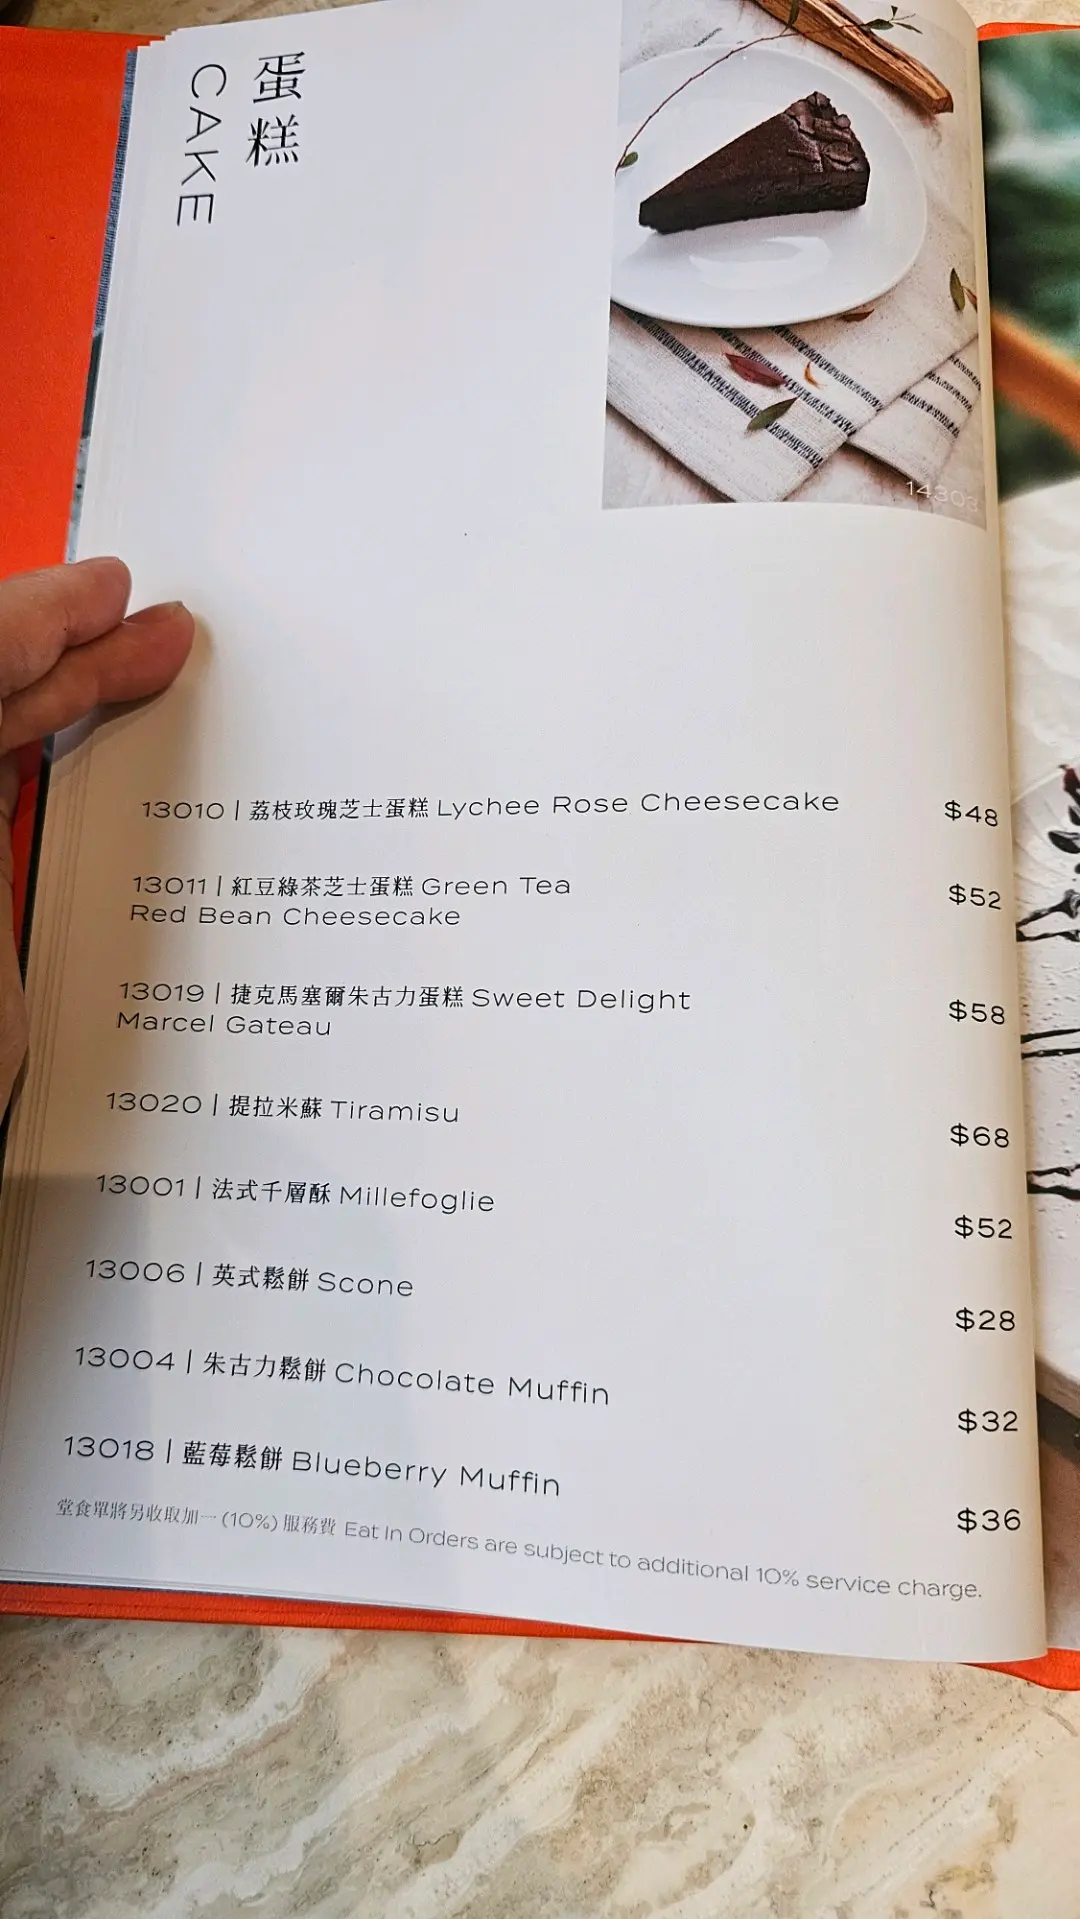 蛋糕
CAKE
14303
13010 | 荔枝玫瑰芝士蛋糕 Lychee Rose Cheesecake $48
13011 | 紅豆綠茶芝士蛋糕 Green Tea $52
Red Bean Cheesecake
13019 | 捷克馬塞爾朱古力蛋糕 Sweet Delight $58
Marcel Gateau
13020 | 提拉米蘇 Tiramisu $68
13001 | 法式千層酥 Millefoglie $52
13006 | 英式鬆餅 Scone $28
13004 | 朱古力鬆餅 Chocolate Muffin $32
13018 | 藍莓鬆餅 Blueberry Muffin $36
堂食單將另收取加一 (10%) 服務費 Eat In Orders are subject to additional 10% service charge.